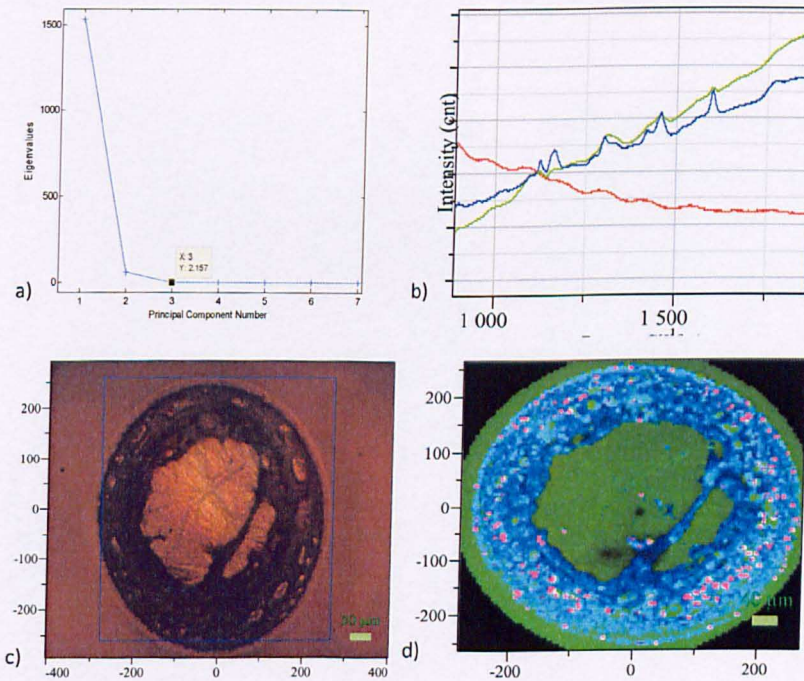 1500
1000
500
0
Eigenvalues
X: 3
Y: 2.157
1 2 3 4 5 6 7
Principal Component Number
a)
Intensity (cnt)
1 000 1 500
b)
200
100
0
-100
-200
-400 -200 0 200 400
c)
200
100
0
-100
-200
-200 0 200
d)